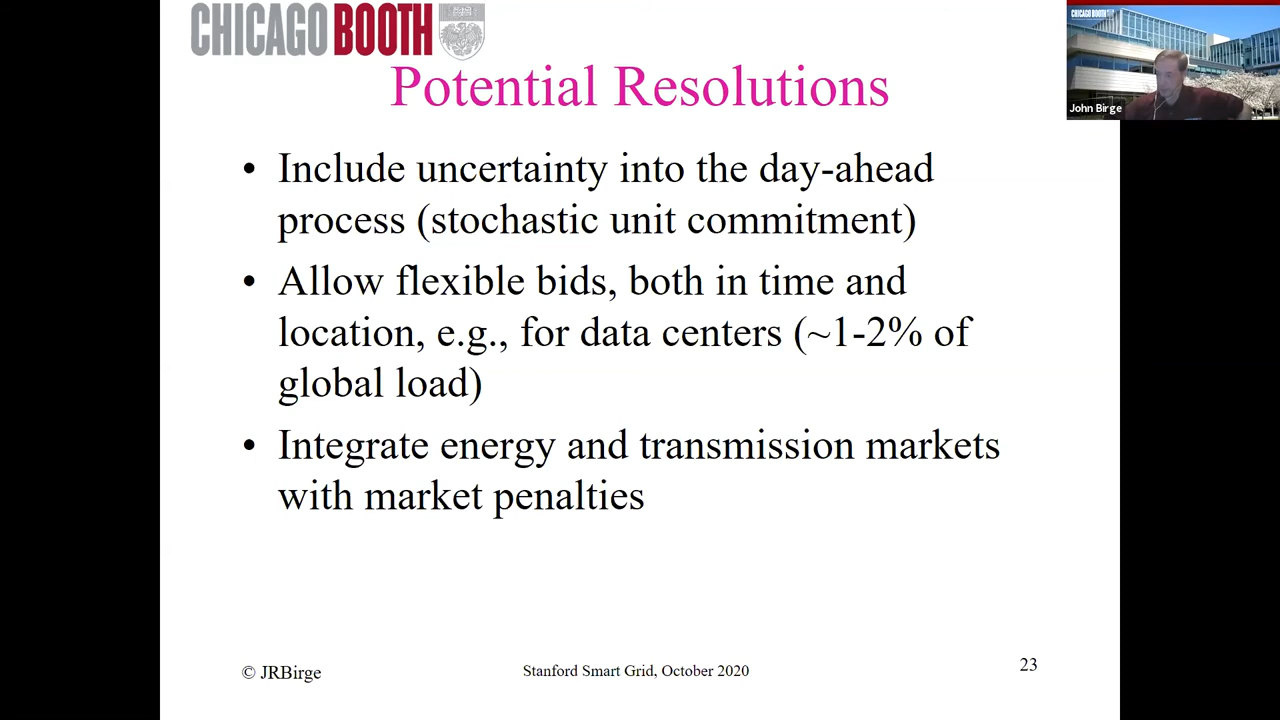 CHICAGO BOOTH
Potential Resolutions
• Include uncertainty into the day-ahead
process (stochastic unit commitment)
• Allow flexible bids, both in time and
location, e.g., for data centers (~1-2% of
global load)
• Integrate energy and transmission markets
with market penalties
© JRBirge
Stanford Smart Grid, October 2020
23
CHICAGO BOOTH
John Birge